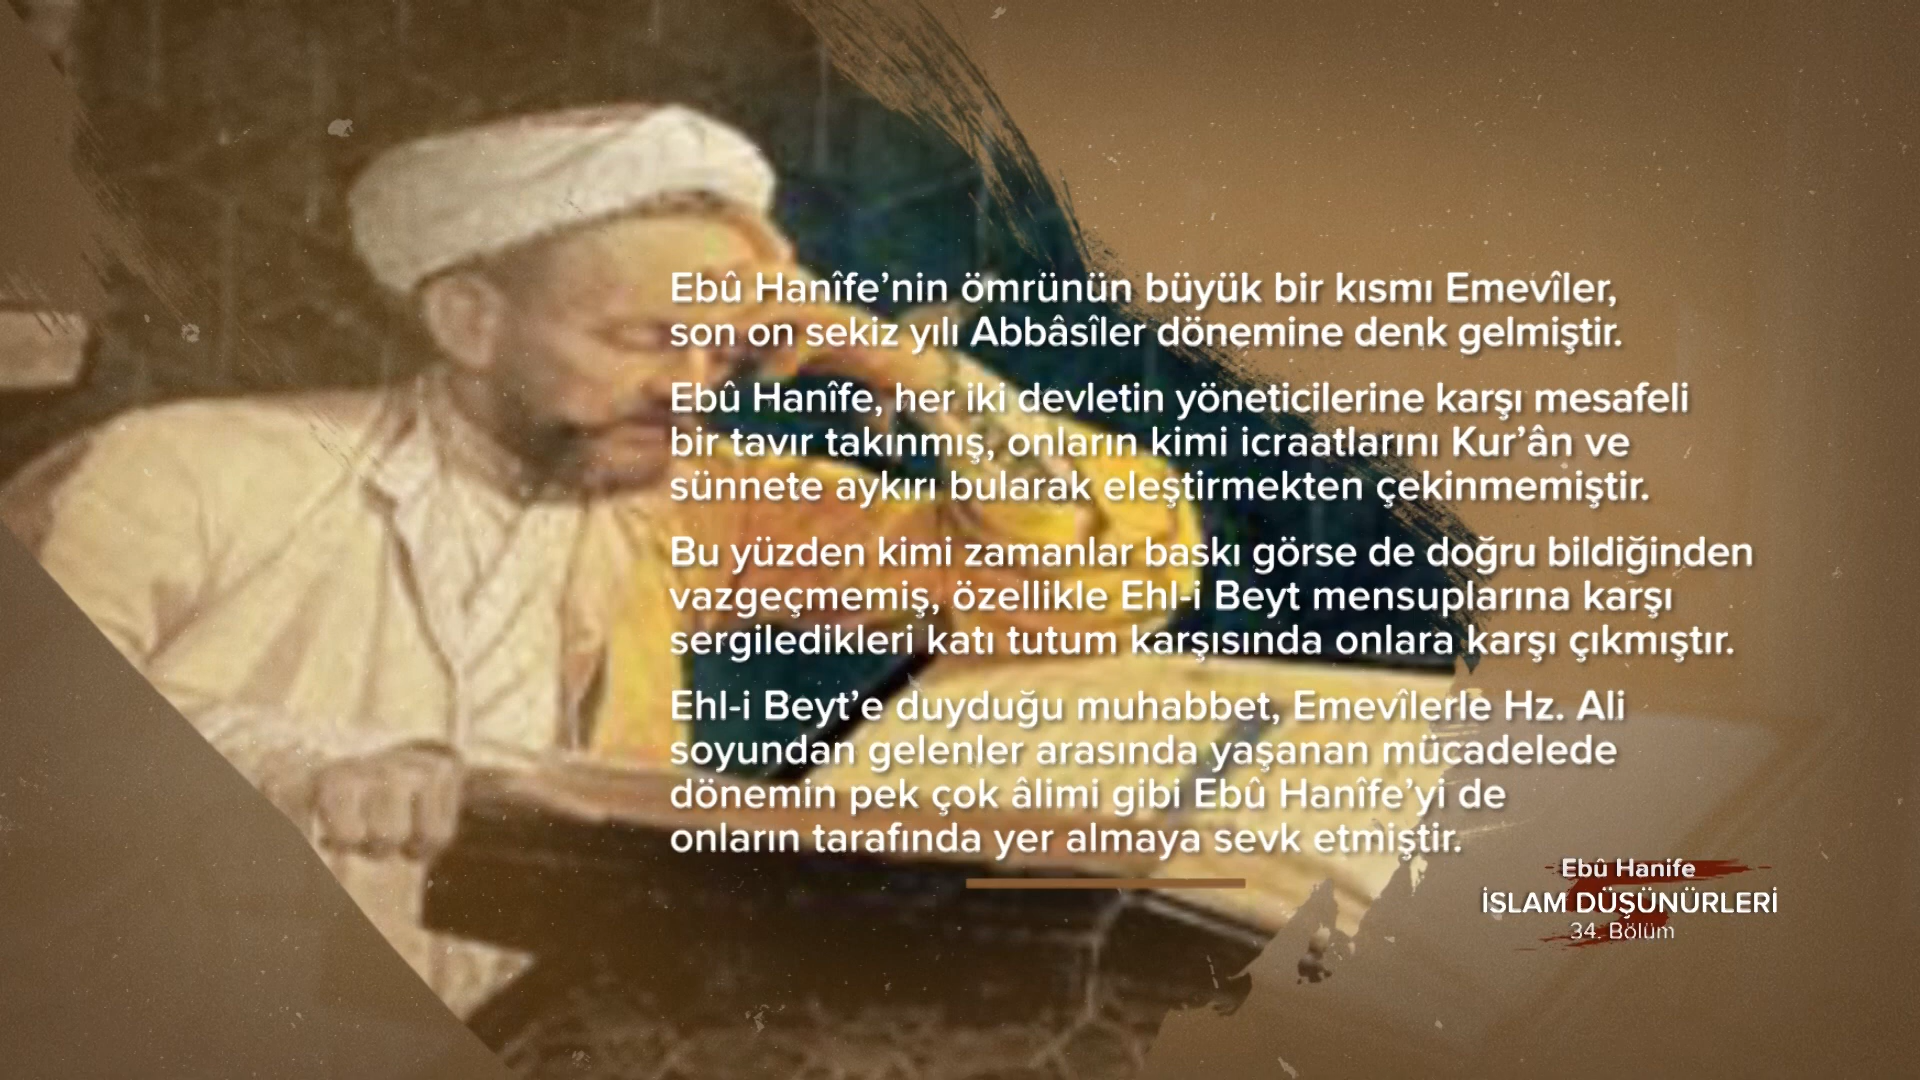 Ebû Hanîfe’nin ömrünün büyük bir kısmı Emevîler,
son on sekiz yılı Abbâsîler dönemine denk gelmiştir.
Ebû Hanîfe, her iki devletin yöneticilerine karşı mesafeli
bir tavır takınmış, onların kimi icraatlarını Kur’ân ve
sünnete aykırı bularak eleştirmekten çekinmemiştir.
Bu yüzden kimi zamanlar baskı görse de doğru bildiğinden
vazgeçmemiş, özellikle Ehl-i Beyt mensuplarına karşı
sergiledikleri katı tutum karşısında onlara karşı çıkmıştır.
Ehl-i Beyt’e duyduğu muhabbet, Emevîlerle Hz. Ali
soyundan gelenler arasında yaşanan mücadelede
dönemin pek çok âlimi gibi Ebû Hanîfe’yi de
onların tarafında yer almaya sevk etmiştir.
Ebû Hanife
İSLAM DÜŞÜNÜRLERİ
34. Bölüm